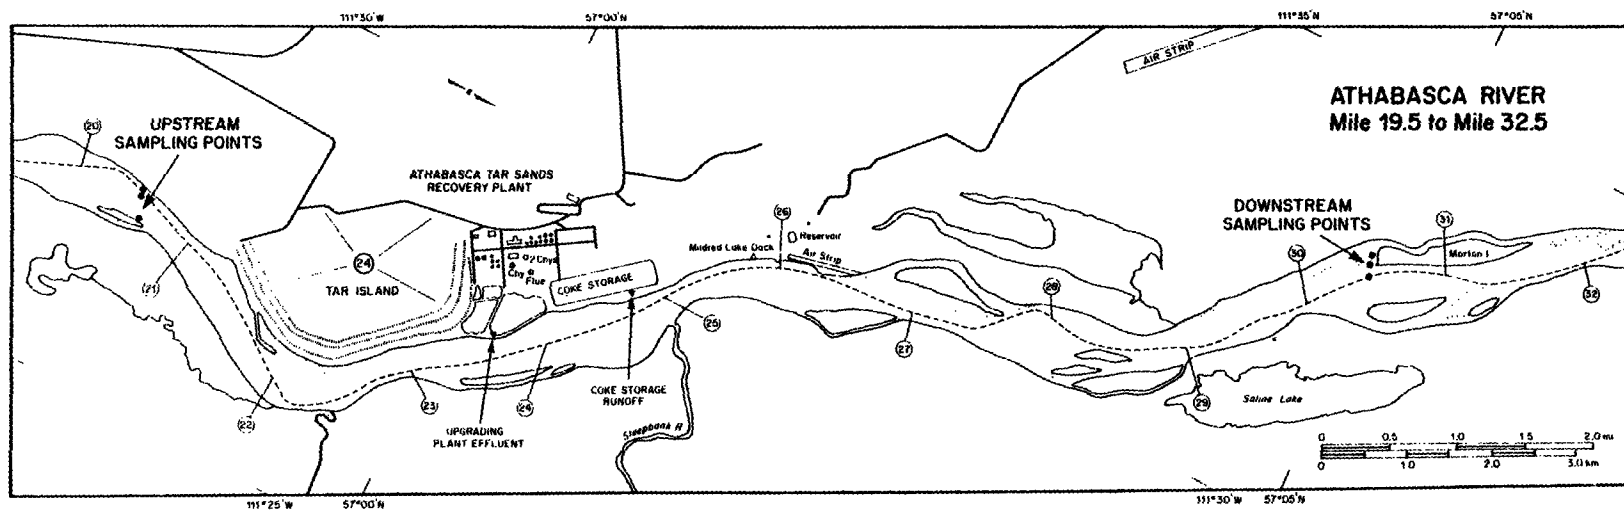 111°30'W
57°00'N
111°35'N
57°05'N
AIR STRIP
ATHABASCA RIVER
Mile 19.5 to Mile 32.5
20
UPSTREAM
SAMPLING POINTS
ATHABASCA TAR SANDS
RECOVERY PLANT
DOWNSTREAM
SAMPLING POINTS
26
31
Mildred Lake Dock
Reservoir
Air Strip
30
Morton I
24
TAR ISLAND
Chy
Flue
COKE STORAGE
21
28
32
25
27
22
23
24
COKE STORAGE
RUNOFF
29
Saline Lake
UPGRADING
PLANT EFFLUENT
Steepbank R
0 0.5 1.0 1.5 2.0 mi
0 1.0 2.0 3.0 km
111°25'W
57°00'N
111°30'W
57°05'N